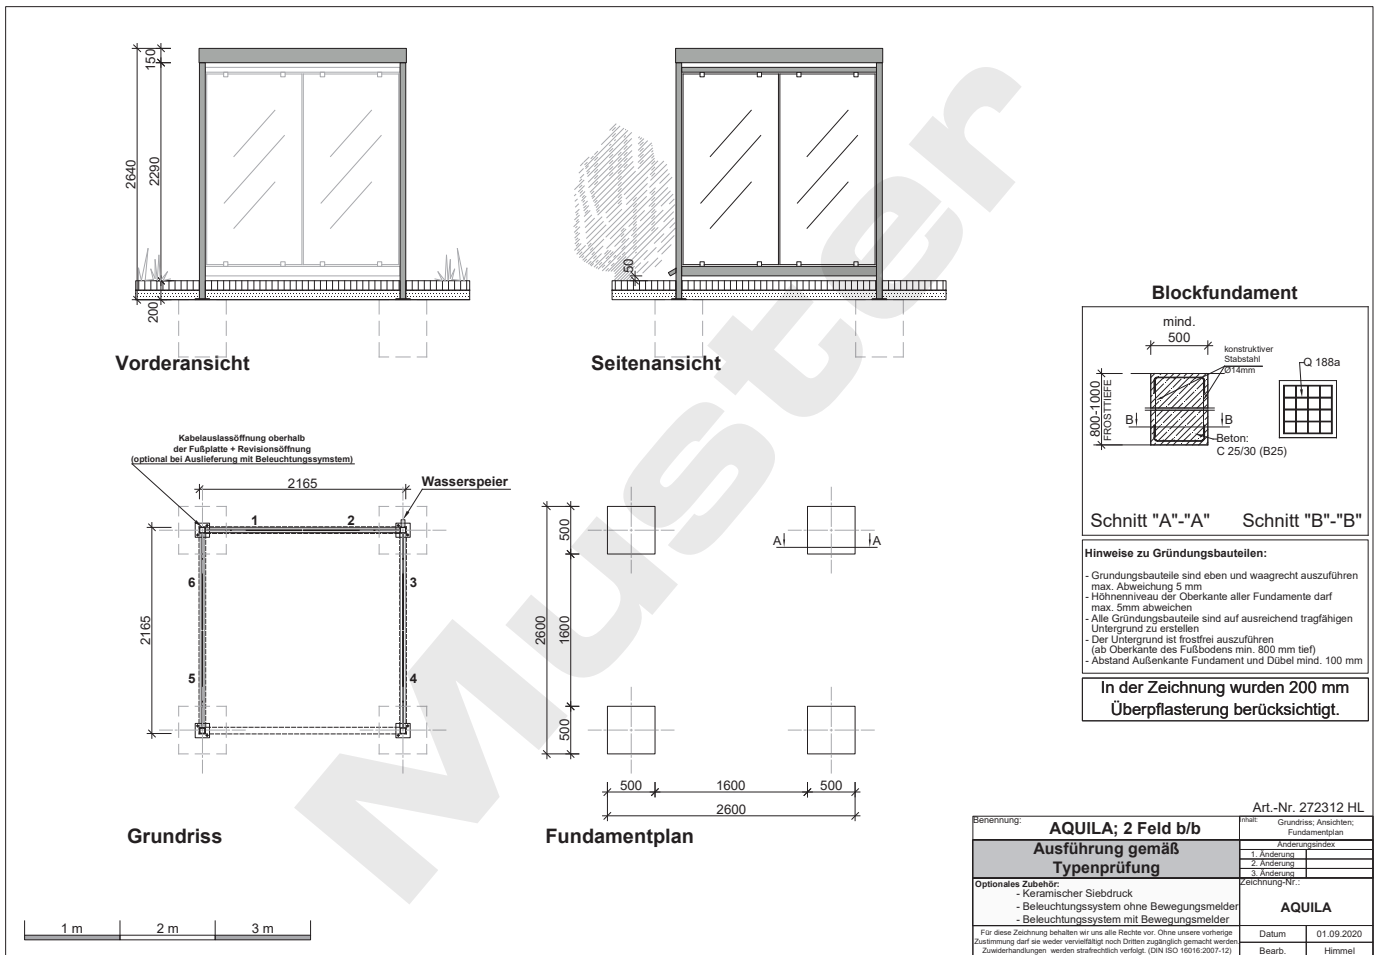 150
2640
2290
200
Vorderansicht
50
Seitenansicht
Muster
Blockfundament
mind.
500
konstruktiver
Stabstahl
Ø14mm
Q 188a
800-1000
FROSTTIEFE
B
B
Beton:
C 25/30 (B25)
Schnitt "A"-"A"
Schnitt "B"-"B"
Kabelauslassöffnung oberhalb
der Fußplatte + Revisionsöffnung
(optional bei Auslieferung mit Beleuchtungssymstem)
2165
Wasserspeier
1
2
6
3
2165
5
4
Grundriss
500
A
A
2600
1600
500
500
1600
500
2600
Fundamentplan
Hinweise zu Gründungsbauteilen:
- Grundungsbauteile sind eben und waagrecht auszuführen
max. Abweichung 5 mm
- Höhnenniveau der Oberkante aller Fundamente darf
max. 5mm abweichen
- Alle Gründungsbauteile sind auf ausreichend tragfähigen
Untergrund zu erstellen
- Der Untergrund ist frostfrei auszuführen
(ab Oberkante des Fußbodens min. 800 mm tief)
- Abstand Außenkante Fundament und Dübel mind. 100 mm
In der Zeichnung wurden 200 mm
Überpflasterung berücksichtigt.
Art.-Nr. 272312 HL
Benennung:
AQUILA; 2 Feld b/b
Inhalt:
Grundriss; Ansichten;
Fundamentplan
Ausführung gemäß
Typenprüfung
Änderungsindex
1. Änderung
2. Änderung
3. Änderung
Optionales Zubehör:
- Keramischer Siebdruck
- Beleuchtungssystem ohne Bewegungsmelder
- Beleuchtungssystem mit Bewegungsmelder
Zeichnung-Nr.:
AQUILA
Für diese Zeichnung behalten wir uns alle Rechte vor. Ohne unsere vorherige
Zustimmung darf sie weder vervielfältigt noch Dritten zugänglich gemacht werden.
Zuwiderhandlungen werden strafrechtlich verfolgt. (DIN ISO 16016:2007-12)
Datum
01.09.2020
Bearb.
Himmel
1 m
2 m
3 m